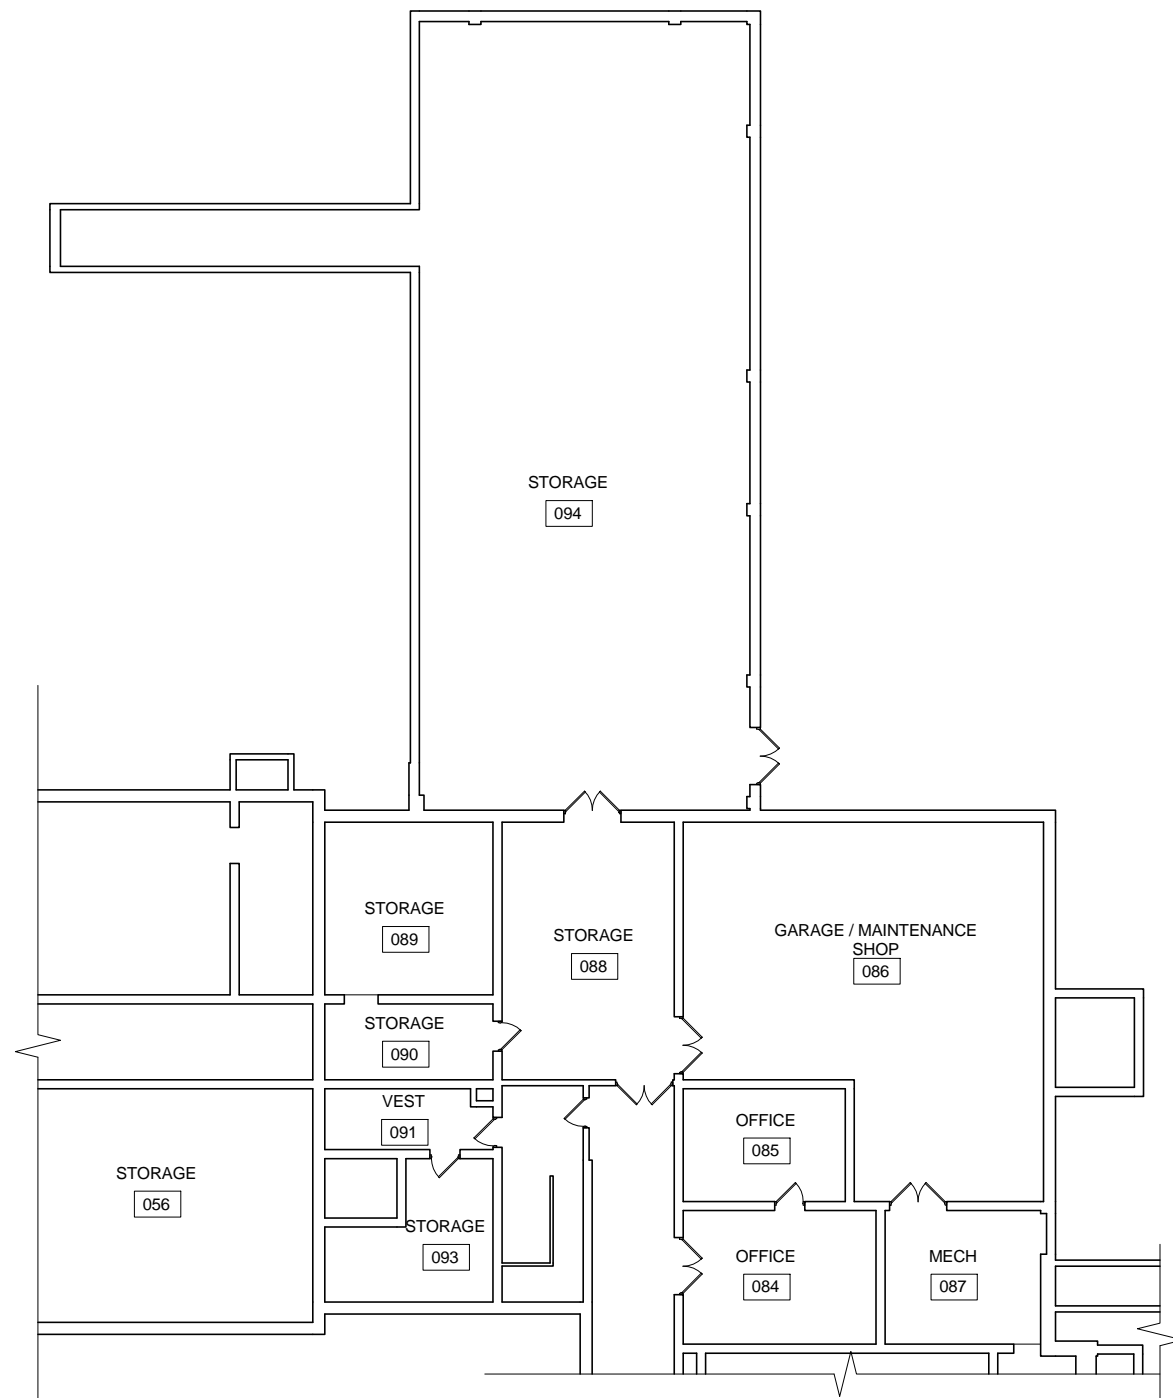 STORAGE
094
STORAGE
089
STORAGE
088
GARAGE / MAINTENANCE
SHOP
086
STORAGE
090
VEST
091
OFFICE
085
STORAGE
056
STORAGE
093
OFFICE
084
MECH
087